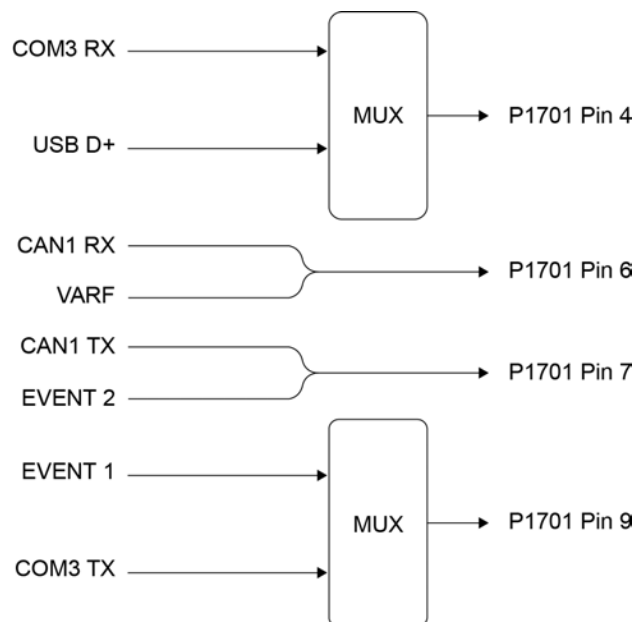 COM3 RX
USB D+
MUX
P1701 Pin 4
CAN1 RX
VARF
P1701 Pin 6
CAN1 TX
EVENT 2
P1701 Pin 7
EVENT 1
COM3 TX
MUX
P1701 Pin 9